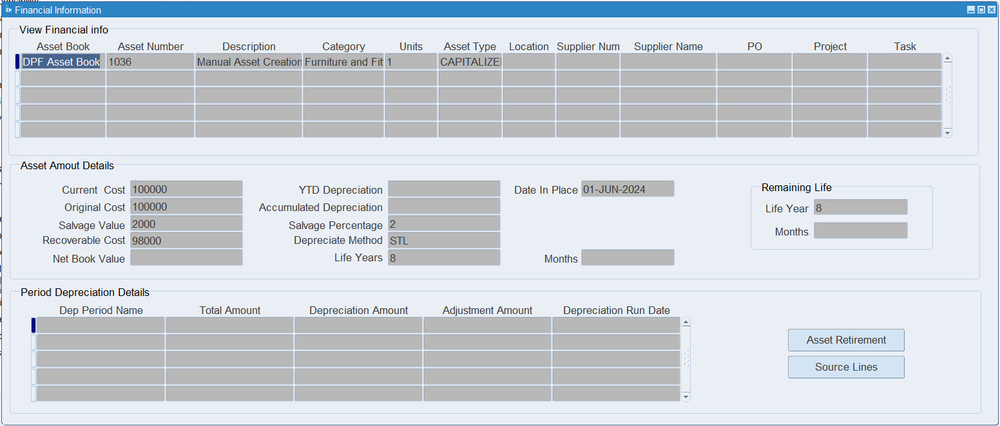 Financial Information
View Financial info
Asset Book Asset Number Description Category Units Asset Type Location Supplier Num Supplier Name PO Project Task
DPF Asset Book 1036 Manual Asset Creation Furniture and Fit 1 CAPITALIZE
Asset Amout Details
Current Cost 100000 YTD Depreciation Date In Place 01-JUN-2024 Remaining Life
Original Cost 100000 Accumulated Depreciation Life Year 8
Salvage Value 2000 Salvage Percentage 2 Months
Recoverable Cost 98000 Depreciate Method STL
Net Book Value Life Years 8 Months
Period Depreciation Details
Dep Period Name Total Amount Depreciation Amount Adjustment Amount Depreciation Run Date
Asset Retirement
Source Lines